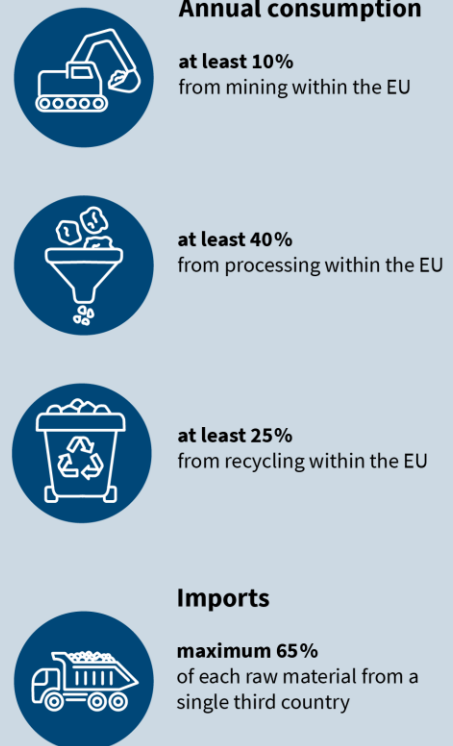 Annual consumption
at least 10%
from mining within the EU
at least 40%
from processing within the EU
at least 25%
from recycling within the EU
Imports
maximum 65%
of each raw material from a
single third country